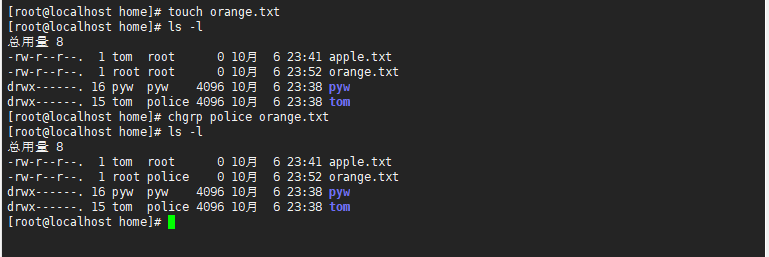 [root@localhost home]# touch orange.txt
[root@localhost home]# ls -l
总用量 8
-rw-r--r--.  1 tom  root      0 10月  6 23:41 apple.txt
-rw-r--r--.  1 root root      0 10月  6 23:52 orange.txt
drwx------. 16 pyw  pyw    4096 10月  6 23:38 pyw
drwx------. 15 tom  police 4096 10月  6 23:38 tom
[root@localhost home]# chgrp police orange.txt
[root@localhost home]# ls -l
总用量 8
-rw-r--r--.  1 tom  root      0 10月  6 23:41 apple.txt
-rw-r--r--.  1 root police    0 10月  6 23:52 orange.txt
drwx------. 16 pyw  pyw    4096 10月  6 23:38 pyw
drwx------. 15 tom  police 4096 10月  6 23:38 tom
[root@localhost home]#